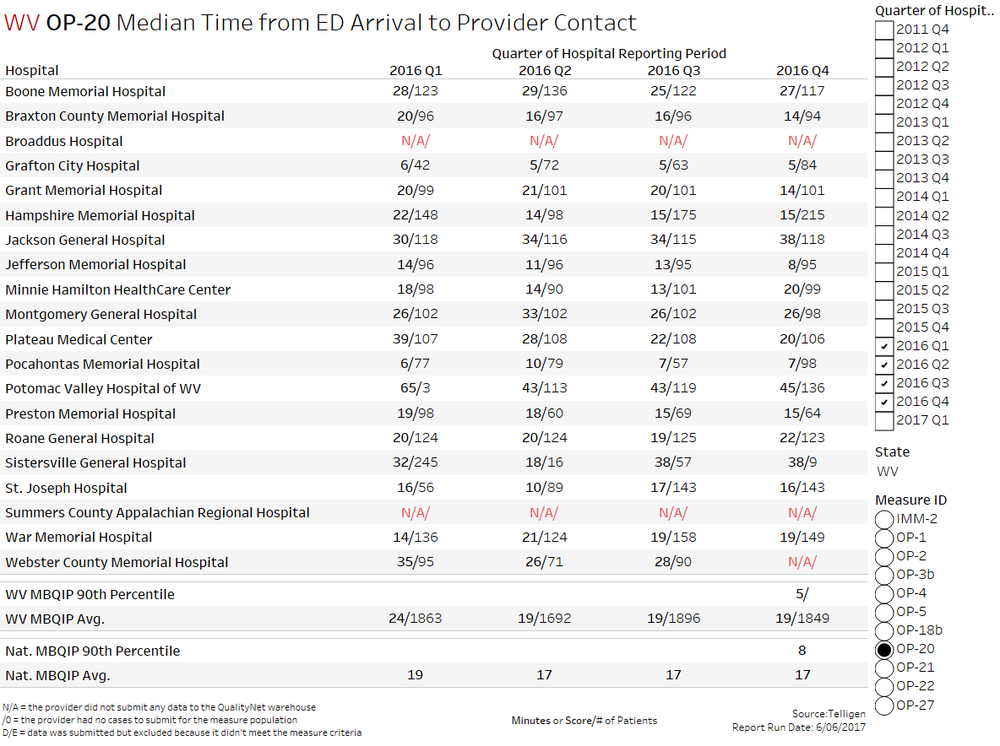 WV OP-20 Median Time from ED Arrival to Provider Contact
Quarter of Hospital Reporting Period
Hospital 2016 Q1 2016 Q2 2016 Q3 2016 Q4
Boone Memorial Hospital 28/123 29/136 25/122 27/117
Braxton County Memorial Hospital 20/96 16/97 16/96 14/94
Broaddus Hospital N/A/ N/A/ N/A/ N/A/
Grafton City Hospital 6/42 5/72 5/63 5/84
Grant Memorial Hospital 20/99 21/101 20/101 14/101
Hampshire Memorial Hospital 22/148 14/98 15/175 15/215
Jackson General Hospital 30/118 34/116 34/115 38/118
Jefferson Memorial Hospital 14/96 11/96 13/95 8/95
Minnie Hamilton HealthCare Center 18/98 14/90 13/101 20/99
Montgomery General Hospital 26/102 33/102 26/102 26/98
Plateau Medical Center 39/107 28/108 22/108 20/106
Pocahontas Memorial Hospital 6/77 10/79 7/57 7/98
Potomac Valley Hospital of WV 65/3 43/113 43/119 45/136
Preston Memorial Hospital 19/98 18/60 15/69 15/64
Roane General Hospital 20/124 20/124 19/125 22/123
Sistersville General Hospital 32/245 18/16 38/57 38/9
St. Joseph Hospital 16/56 10/89 17/143 16/143
Summers County Appalachian Regional Hospital N/A/ N/A/ N/A/ N/A/
War Memorial Hospital 14/136 21/124 19/158 19/149
Webster County Memorial Hospital 35/95 26/71 28/90 N/A/
WV MBQIP 90th Percentile 5/
WV MBQIP Avg. 24/1863 19/1692 19/1896 19/1849
Nat. MBQIP 90th Percentile 8
Nat. MBQIP Avg. 19 17 17 17
N/A = the provider did not submit any data to the QualityNet warehouse
/0 = the provider had no cases to submit for the measure population
D/E = data was submitted but excluded because it didn't meet the measure criteria
Minutes or Score/# of Patients
Source:Telligen
Report Run Date: 6/06/2017
Quarter of Hospit..
2011 Q4
2012 Q1
2012 Q2
2012 Q3
2012 Q4
2013 Q1
2013 Q2
2013 Q3
2013 Q4
2014 Q1
2014 Q2
2014 Q3
2014 Q4
2015 Q1
2015 Q2
2015 Q3
2015 Q4
2016 Q1
2016 Q2
2016 Q3
2016 Q4
2017 Q1
State
WV
Measure ID
IMM-2
OP-1
OP-2
OP-3b
OP-4
OP-5
OP-18b
OP-20
OP-21
OP-22
OP-27